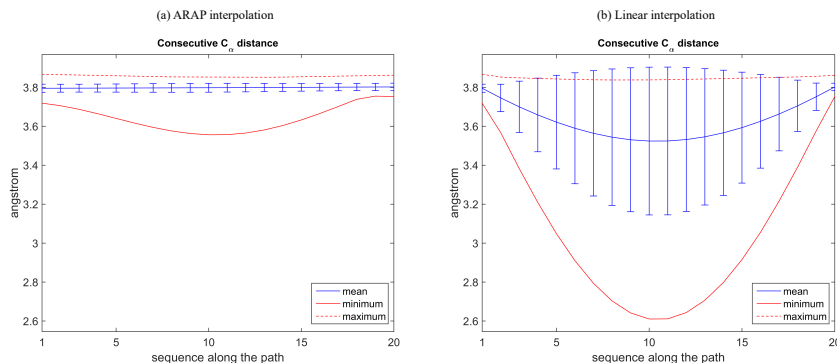 (a) ARAP interpolation
Consecutive Cα distance
angstrom
3.8
3.6
3.4
3.2
3
2.8
2.6
1
5
10
15
20
sequence along the path
mean
minimum
maximum
(b) Linear interpolation
Consecutive Cα distance
angstrom
3.8
3.6
3.4
3.2
3
2.8
2.6
1
5
10
15
20
sequence along the path
mean
minimum
maximum